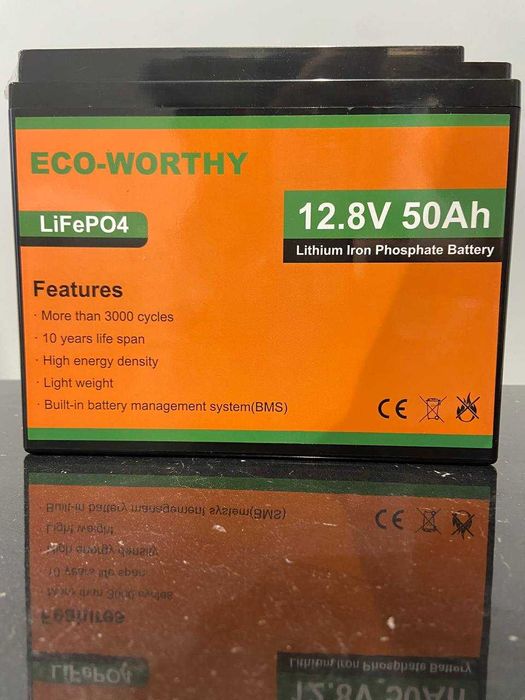 ECO-WORTHY
LiFePO4
12.8V 50Ah
Lithium Iron Phosphate Battery
Features
· More than 3000 cycles
· 10 years life span
· High energy density
· Light weight
· Built-in battery management system(BMS)
CE